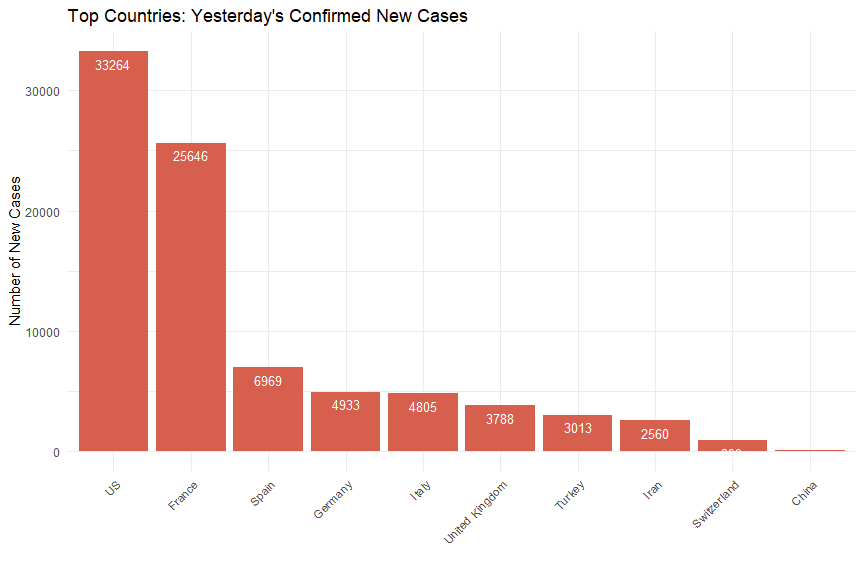 Top Countries: Yesterday's Confirmed New Cases
Number of New Cases
30000
20000
10000
0
33264
25646
6969
4933
4805
3788
3013
2560
US
France
Spain
Germany
Italy
United Kingdom
Turkey
Iran
Switzerland
China